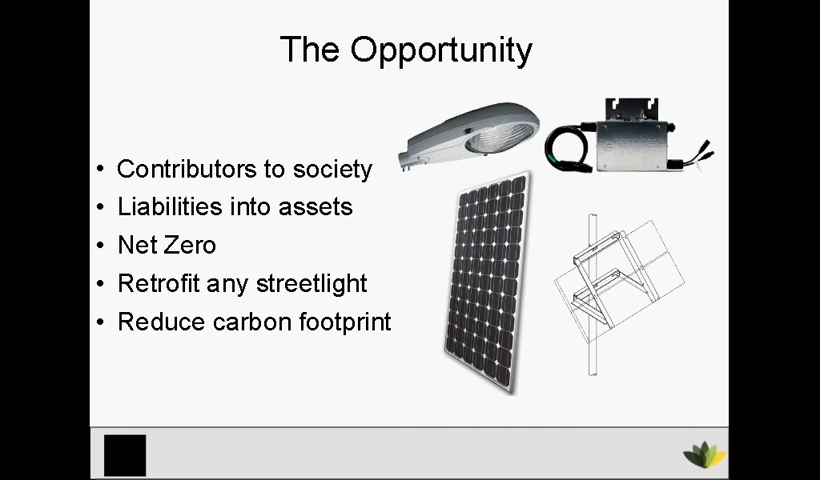 The Opportunity
• Contributors to society
• Liabilities into assets
• Net Zero
• Retrofit any streetlight
• Reduce carbon footprint